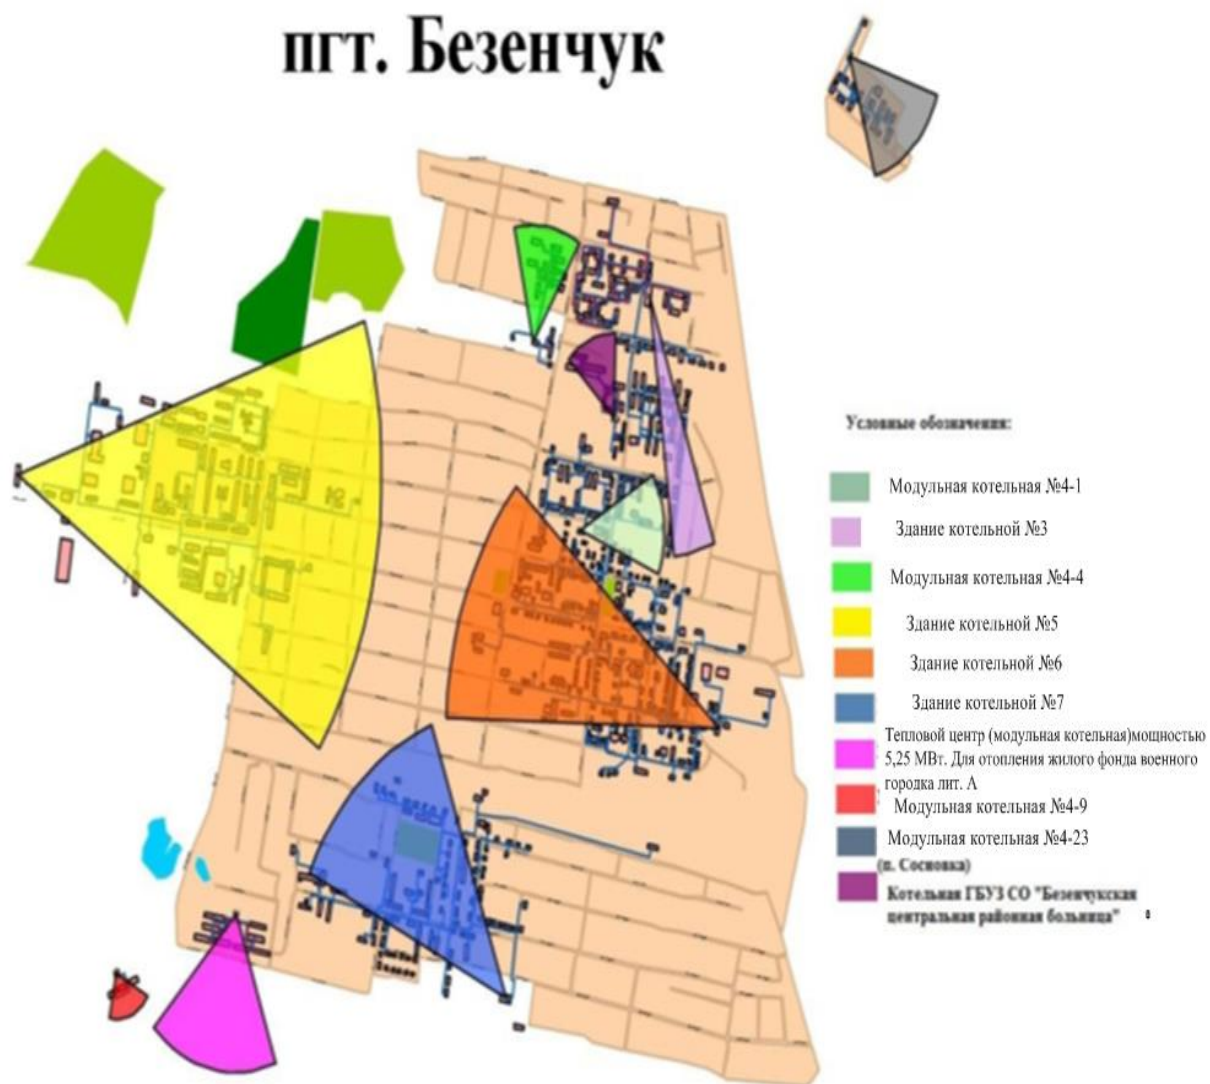 пгт. Безенчук
Условные обозначения:
Модульная котельная №4-1
Здание котельной №3
Модульная котельная №4-4
Здание котельной №5
Здание котельной №6
Здание котельной №7
Тепловой центр (модульная котельная)мощностью
5,25 МВт. Для отопления жилого фонда военного
городка лит. А
Модульная котельная №4-9
Модульная котельная №4-23
(п. Сосновка)
Котельная ГБУЗ СО "Безенчукская
центральная районная больница"